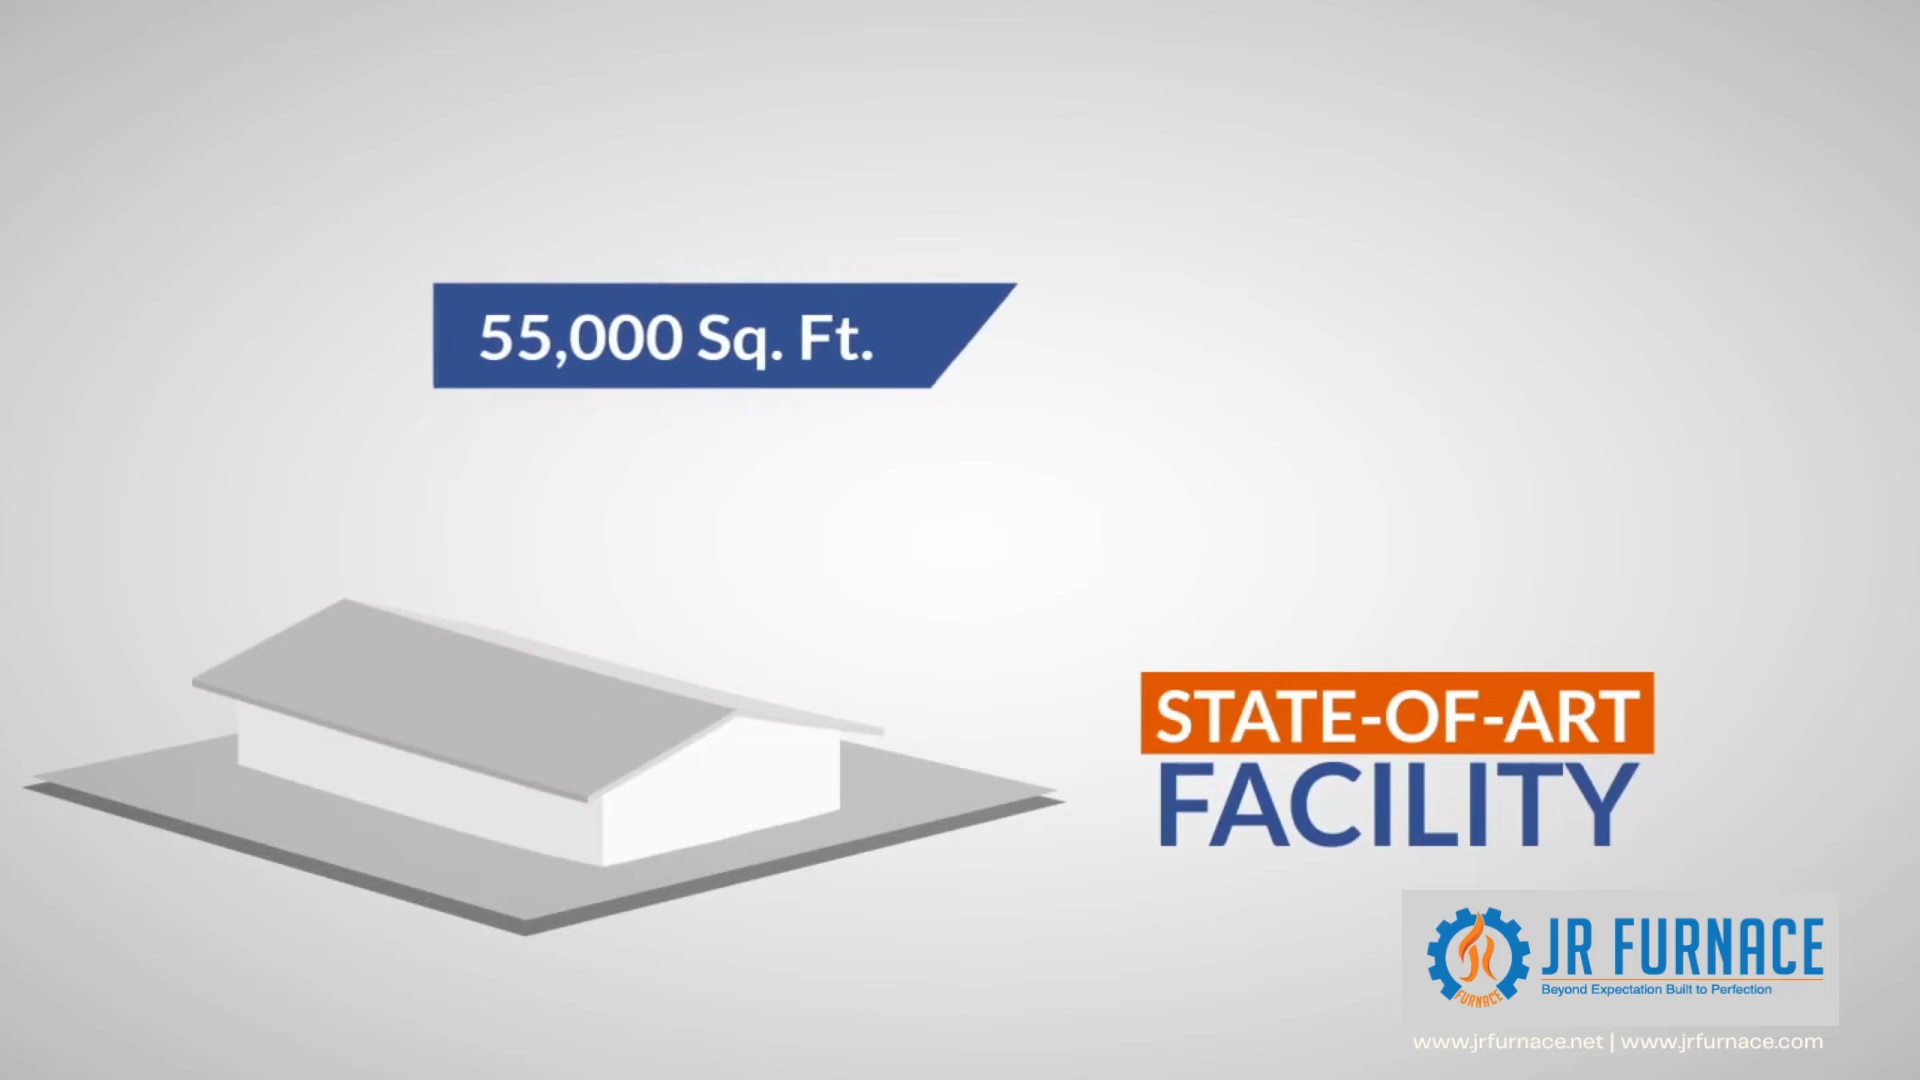 55,000 Sq. Ft.
STATE-OF-ART
FACILITY
JR FURNACE
Beyond Expectation Built to Perfection
FURNACE
www.jrfurnace.net | www.jrfurnace.com